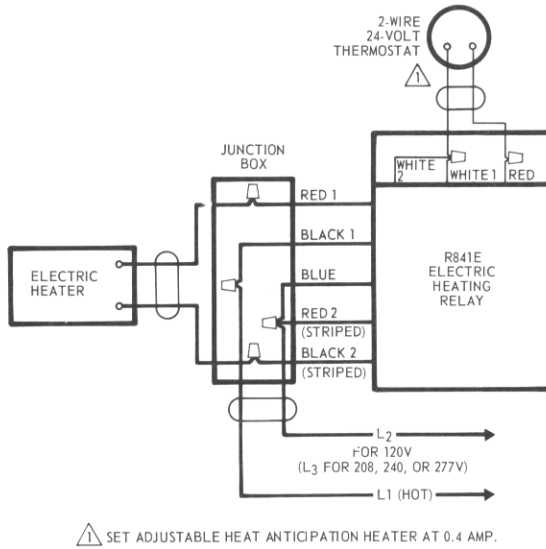 2-WIRE
24-VOLT
THERMOSTAT
1
JUNCTION
BOX
WHITE
2
WHITE 1
RED
RED 1
BLACK 1
BLUE
RED 2
(STRIPED)
BLACK 2
(STRIPED)
ELECTRIC
HEATER
R841E
ELECTRIC
HEATING
RELAY
L2
FOR 120V
(L3 FOR 208, 240, OR 277V)
L1 (HOT)
1 SET ADJUSTABLE HEAT ANTICIPATION HEATER AT 0.4 AMP.